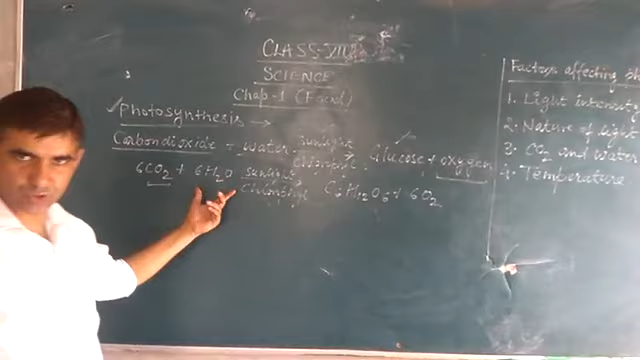 CLASS-VII
SCIENCE
Chap-1 (Food)
Photosynthesis →
Carbondioxide + water sunlight → Glucose + oxygen
chlorophyll
6CO₂ + 6H₂O sunlight → C₆H₁₂O₆ + 6O₂
Factors affecting
1. Light intensity
2. Nature of light
3. CO₂ and water
4. Temperature